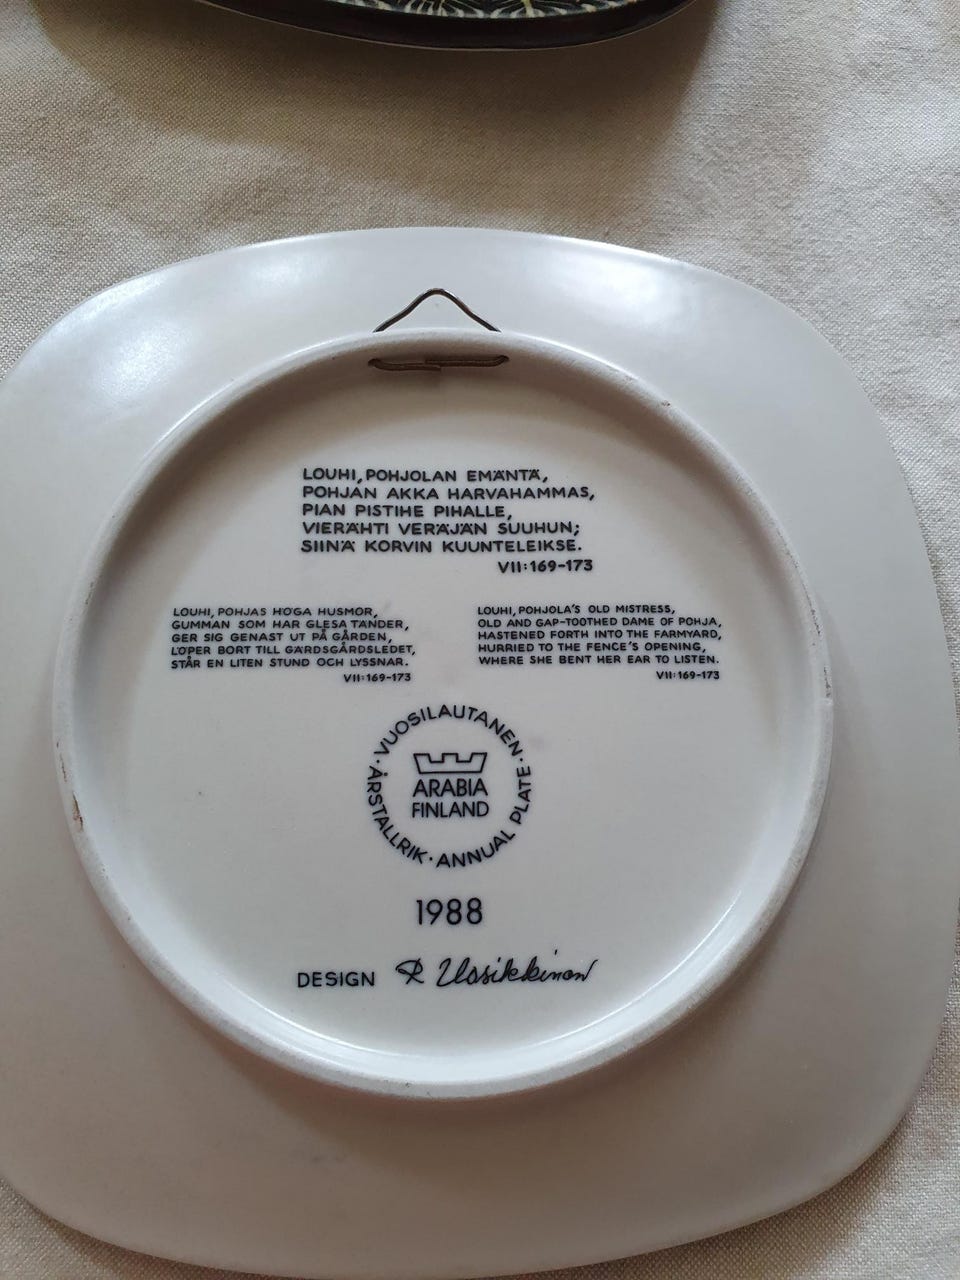 LOUHI, POHJOLAN EMÄNTÄ,
POHJAN AKKA HARVAHAMMAS,
PIAN PISTIHE PIHALLE,
VIERÄHTI VERÄJÄN SUUHUN;
SIINÄ KORVIN KUUNTELEIKSE.
VII:169-173
LOUHI, POHJAS HÖGA HUSMOR,
GUMMAN SOM HAR GLESA TÄNDER,
GER SIG GENAST UT PÅ GÅRDEN,
LÖPER BORT TILL GÄRDSGÅRDSLEDET,
STÅR EN LITEN STUND OCH LYSSNAR.
VII:169-173
LOUHI, POHJOLA'S OLD MISTRESS,
OLD AND GAP-TOOTHED DAME OF POHJA,
HASTENED FORTH INTO THE FARMYARD,
HURRIED TO THE FENCE'S OPENING,
WHERE SHE BENT HER EAR TO LISTEN.
VII:169-173
· VUOSILAUTANEN · ANNUAL PLATE · ÅRSTALLRIK
ARABIA
FINLAND
1988
DESIGN R Uosikkinen